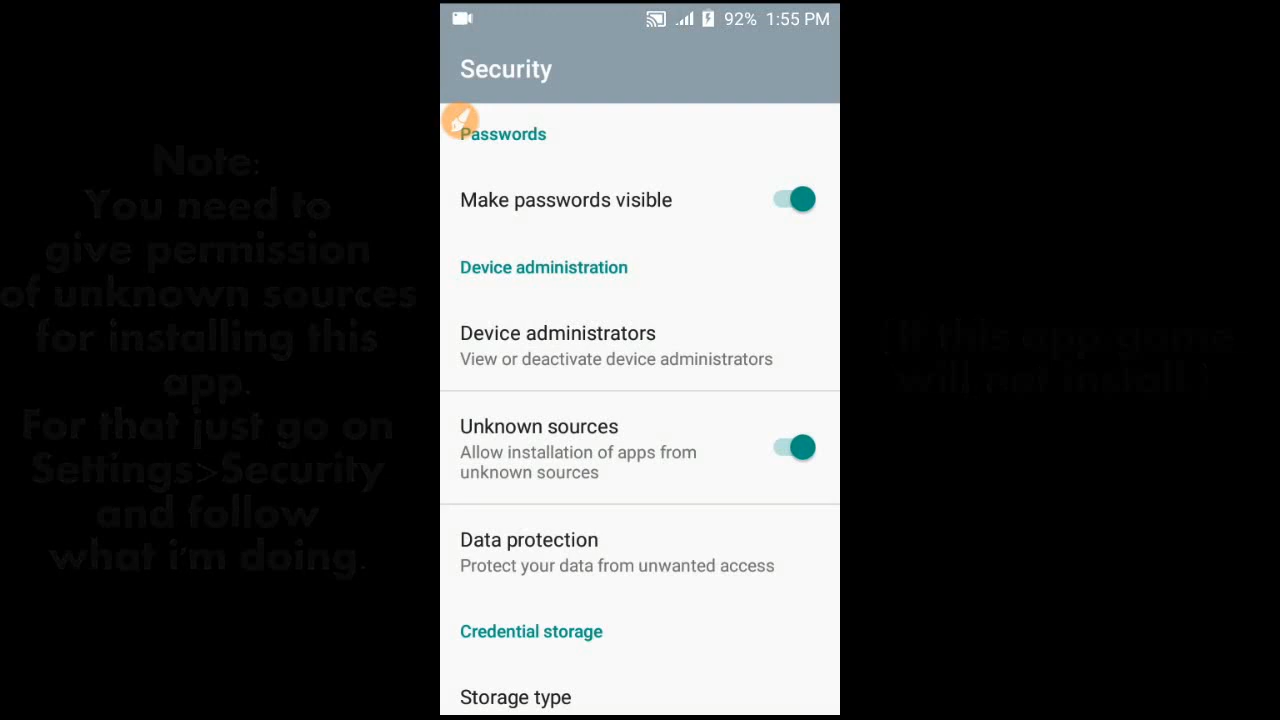 92% 1:55 PM
Security
Passwords
Make passwords visible
Device administration
Device administrators
View or deactivate device administrators
Unknown sources
Allow installation of apps from
unknown sources
Data protection
Protect your data from unwanted access
Credential storage
Storage type
Note:
You need to
give permission
of unknown sources
for installing this
app.
For that just go on
Settings>Security
and follow
what i'm doing.
(If this app game
will not install.)